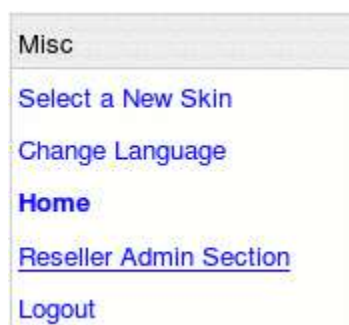 Misc
Select a New Skin
Change Language
Home
Reseller Admin Section
Logout